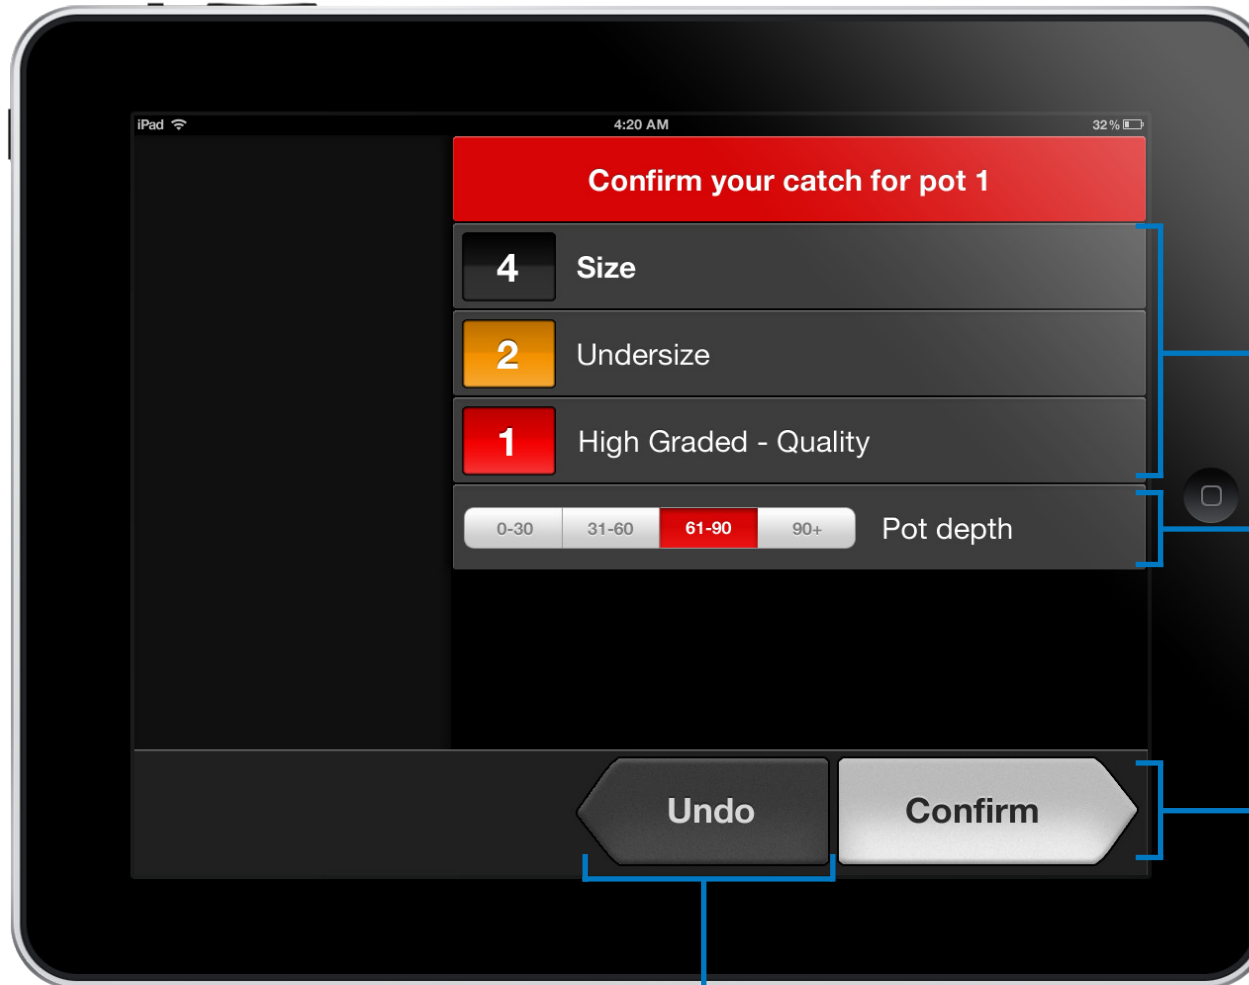 iPad 4:20 AM 32%
Confirm your catch for pot 1
4 Size
2 Undersize
1 High Graded - Quality
0-30 31-60 61-90 90+ Pot depth
Undo Confirm